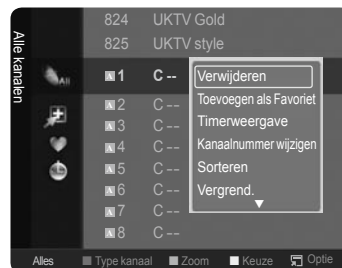 Alle kanalen
824 UKTV Gold
825 UKTV style
All
A 1 C --
A 2 C --
A 3 C --
A 4 C --
A 5 C --
A 6 C --
A 7 C --
A 8 C --
Verwijderen
Toevoegen als Favoriet
Timerweergave
Kanaalnummer wijzigen
Sorteren
Vergrend.
Alles Type kanaal Zoom Keuze Optie